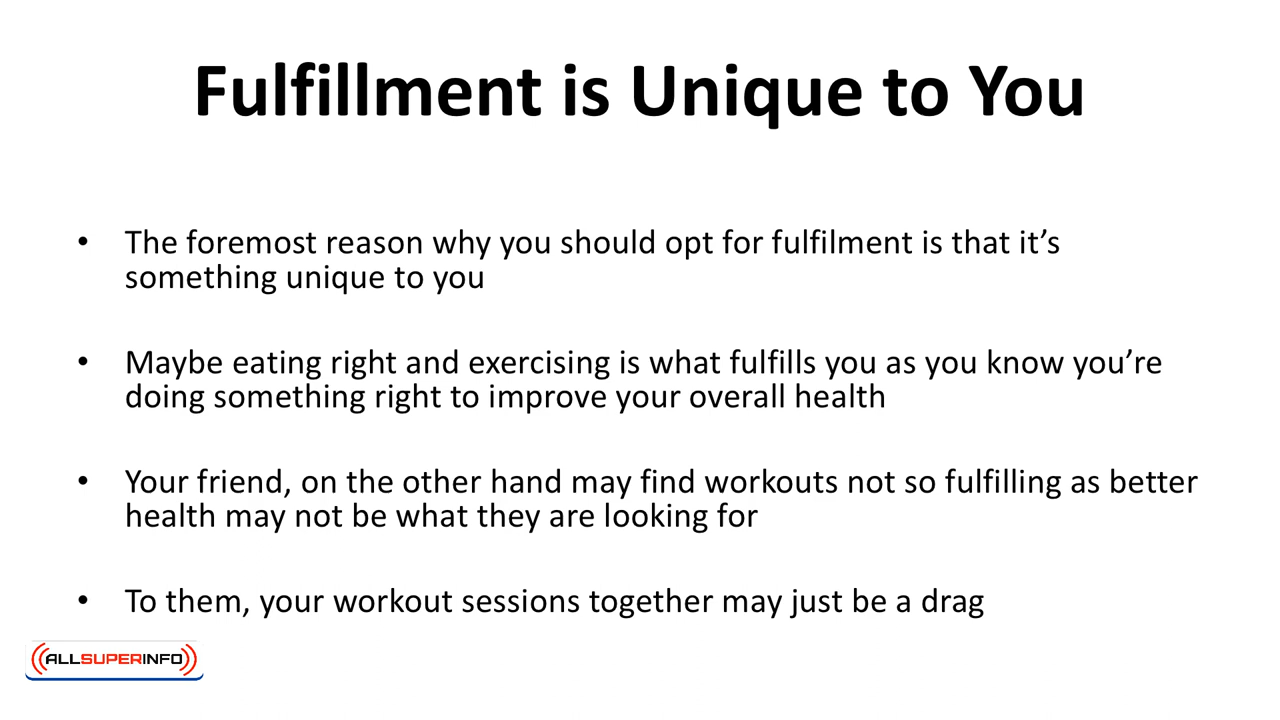 Fulfillment is Unique to You
• The foremost reason why you should opt for fulfilment is that it’s
something unique to you
• Maybe eating right and exercising is what fulfills you as you know you’re
doing something right to improve your overall health
• Your friend, on the other hand may find workouts not so fulfilling as better
health may not be what they are looking for
• To them, your workout sessions together may just be a drag
ALLSUPERINFO